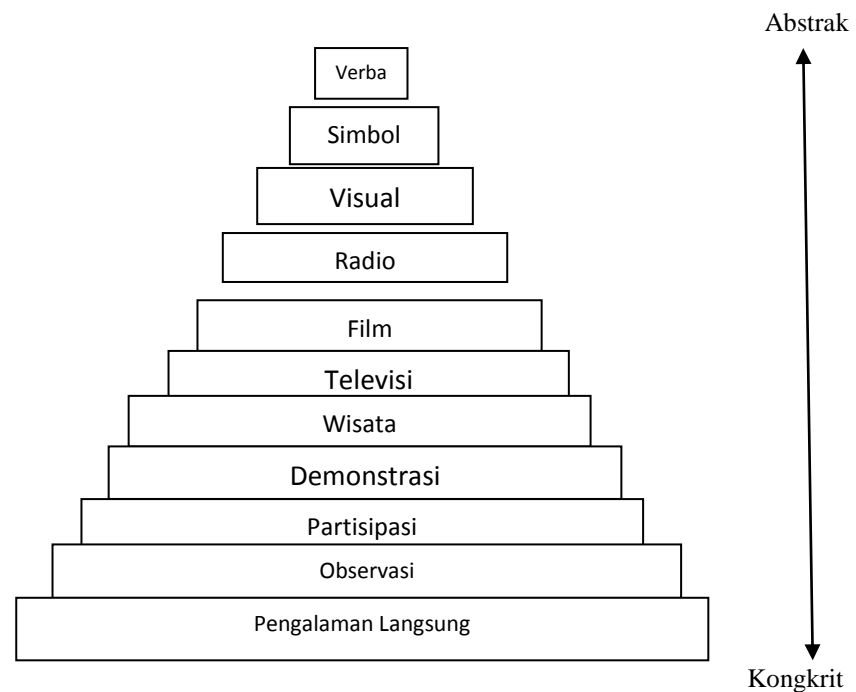 Abstrak
Verba
Simbol
Visual
Radio
Film
Televisi
Wisata
Demonstrasi
Partisipasi
Observasi
Pengalaman Langsung
Kongkrit